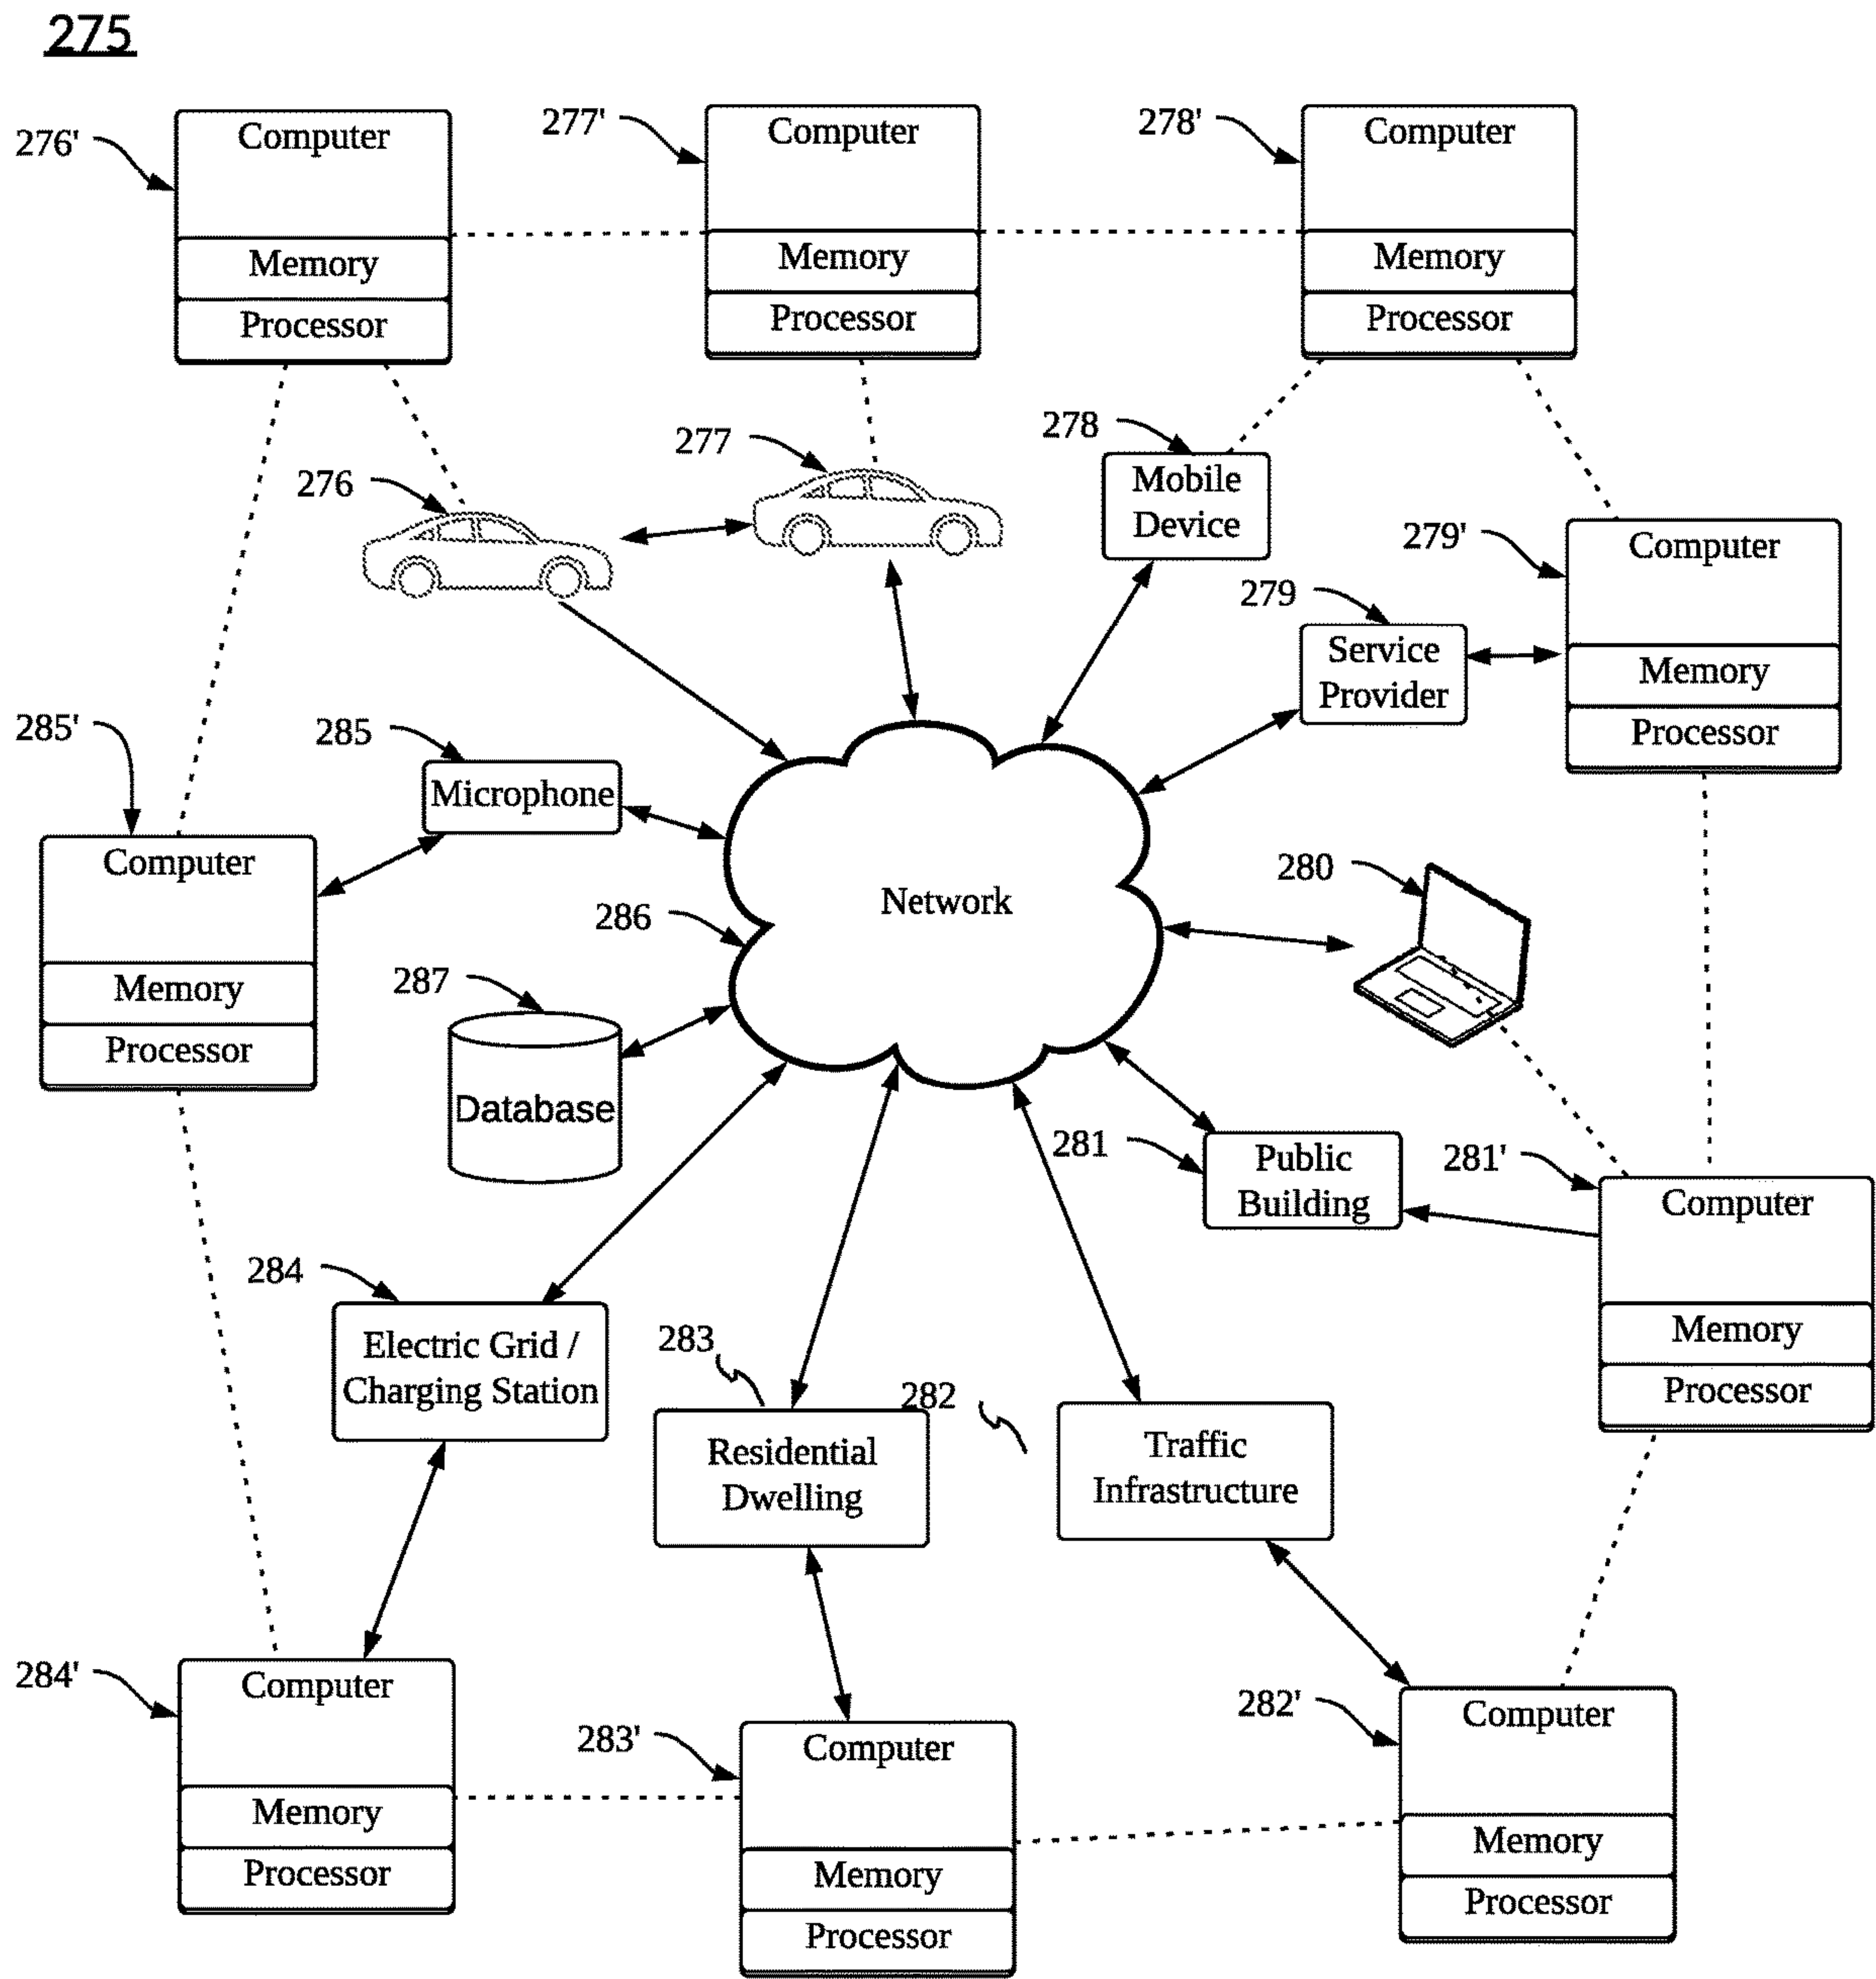 275
276'
Computer
Memory
Processor
277'
Computer
Memory
Processor
278'
Computer
Memory
Processor
276
277
278
Mobile
Device
279'
Computer
Memory
Processor
279
Service
Provider
285'
Computer
Memory
Processor
285
Microphone
286
Network
287
Database
280
281
Public
Building
281'
Computer
Memory
Processor
284
Electric Grid /
Charging Station
283
Residential
Dwelling
282
Traffic
Infrastructure
284'
Computer
Memory
Processor
283'
Computer
Memory
Processor
282'
Computer
Memory
Processor